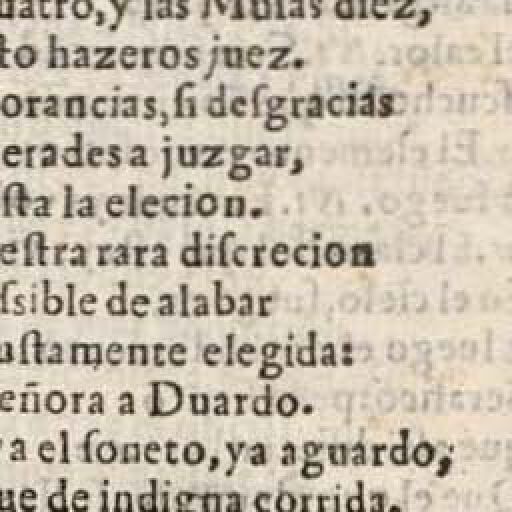 uatro, y las Musas diez,
to hazeros juez.
orancias, si desgracias
erades a juzgar,
sta la elecion.
estra rara discrecion
ssible de alabar
ustamente elegida:
eñora a Duardo.
a el soneto, ya aguardo,
ue de indigna corrida.